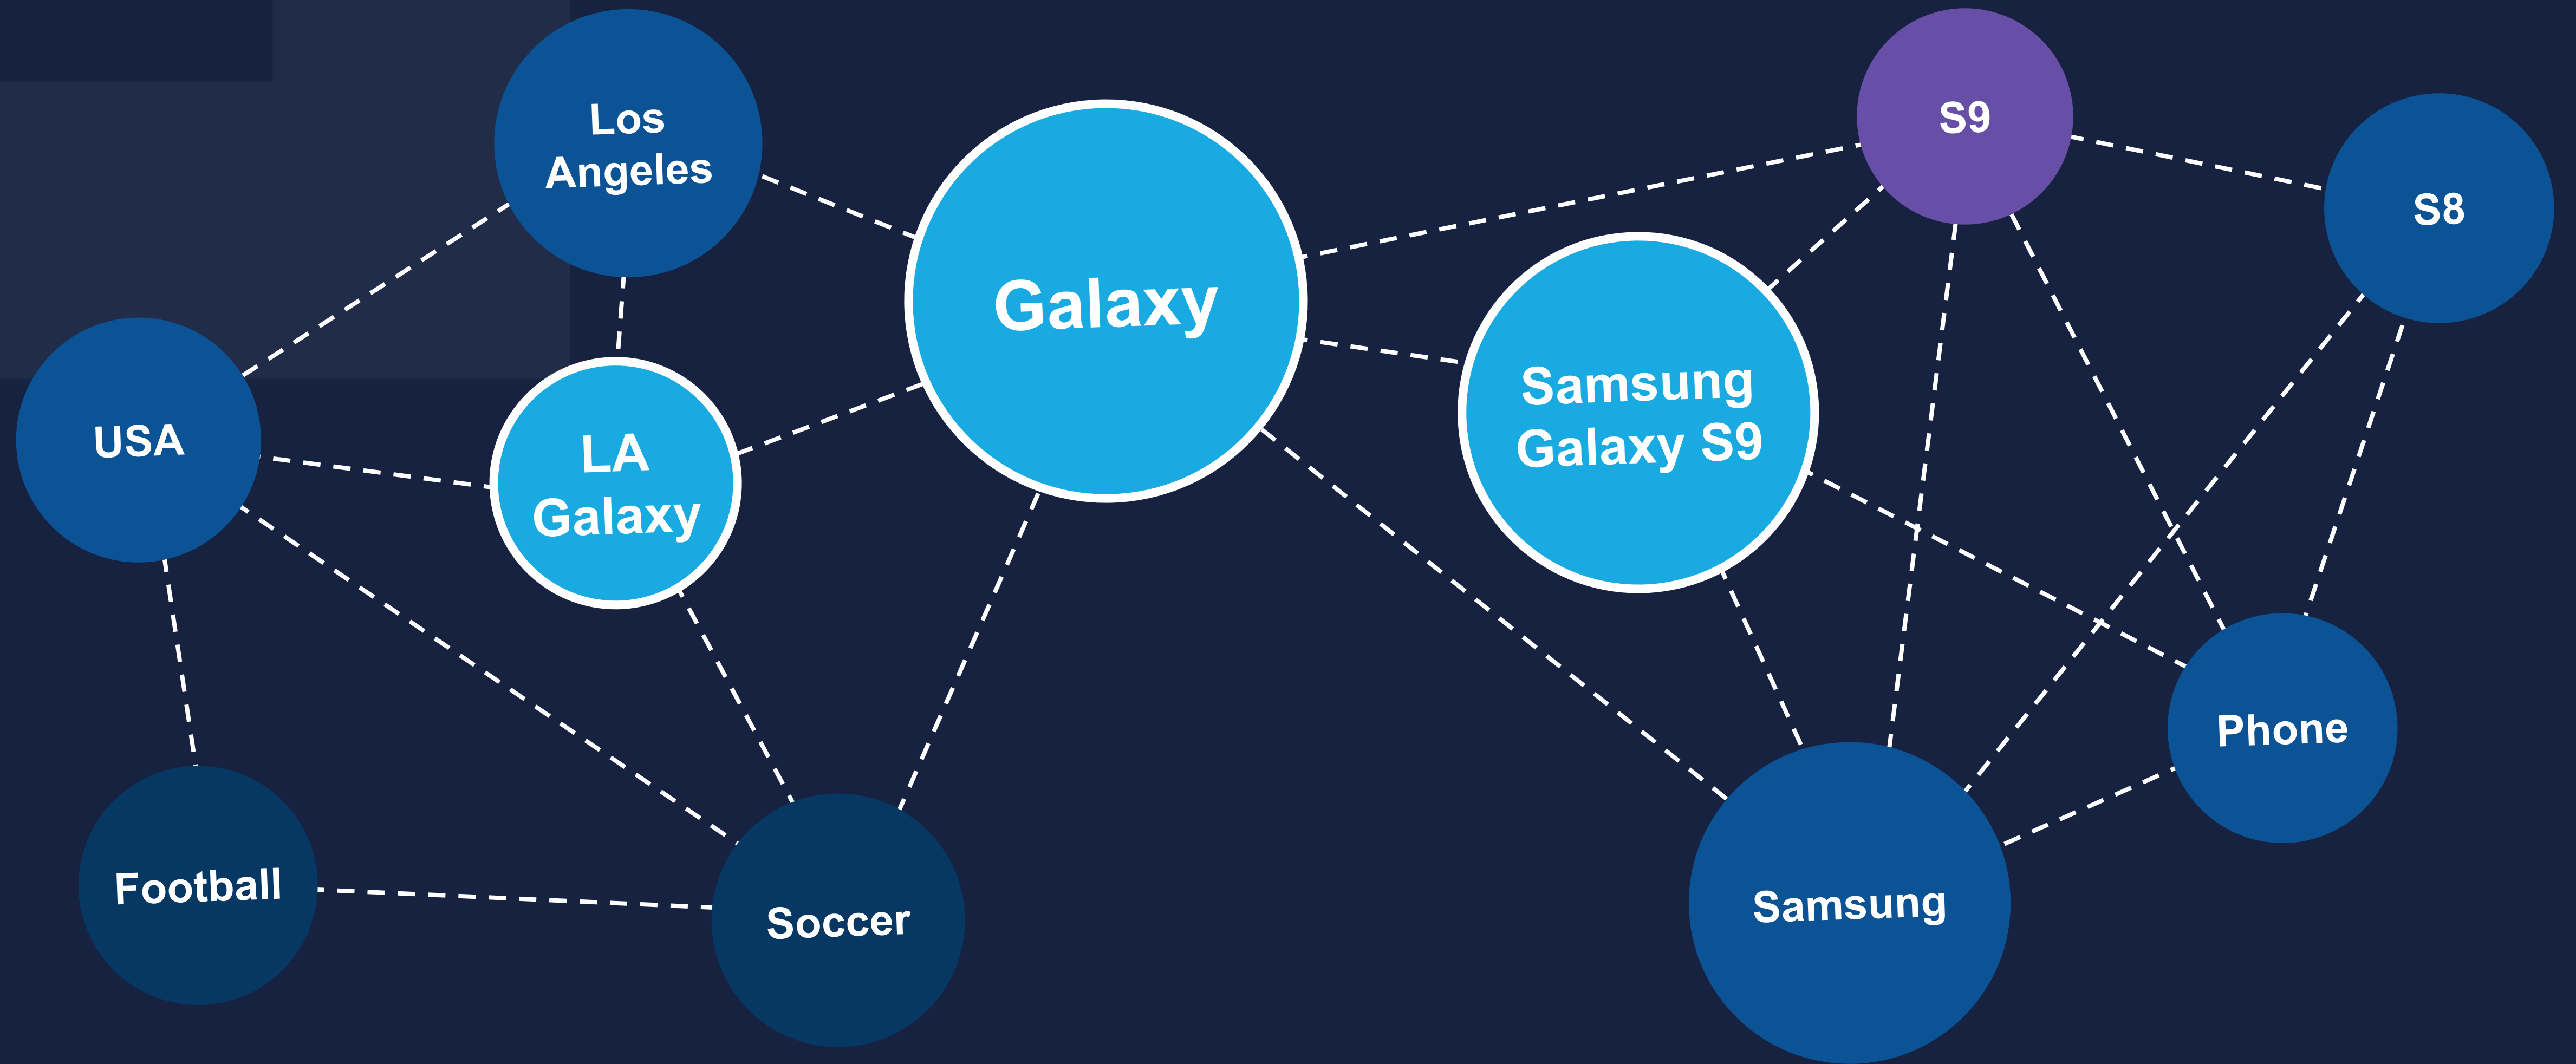 Los
Angeles
S9
S8
Galaxy
Samsung
Galaxy S9
USA
LA
Galaxy
Phone
Football
Soccer
Samsung